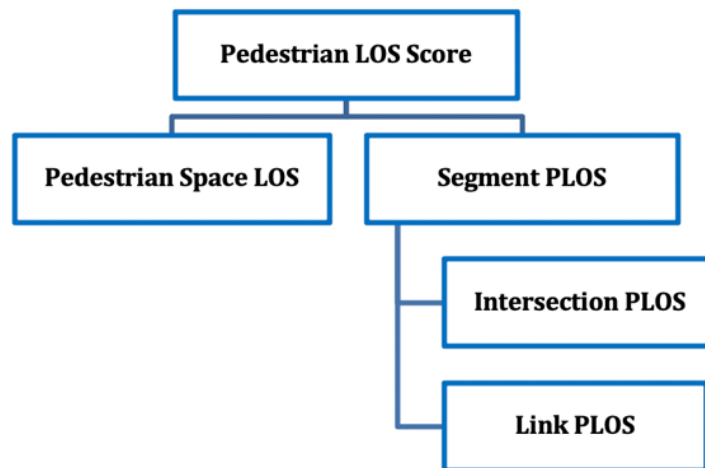 Pedestrian LOS Score
Pedestrian Space LOS
Segment PLOS
Intersection PLOS
Link PLOS